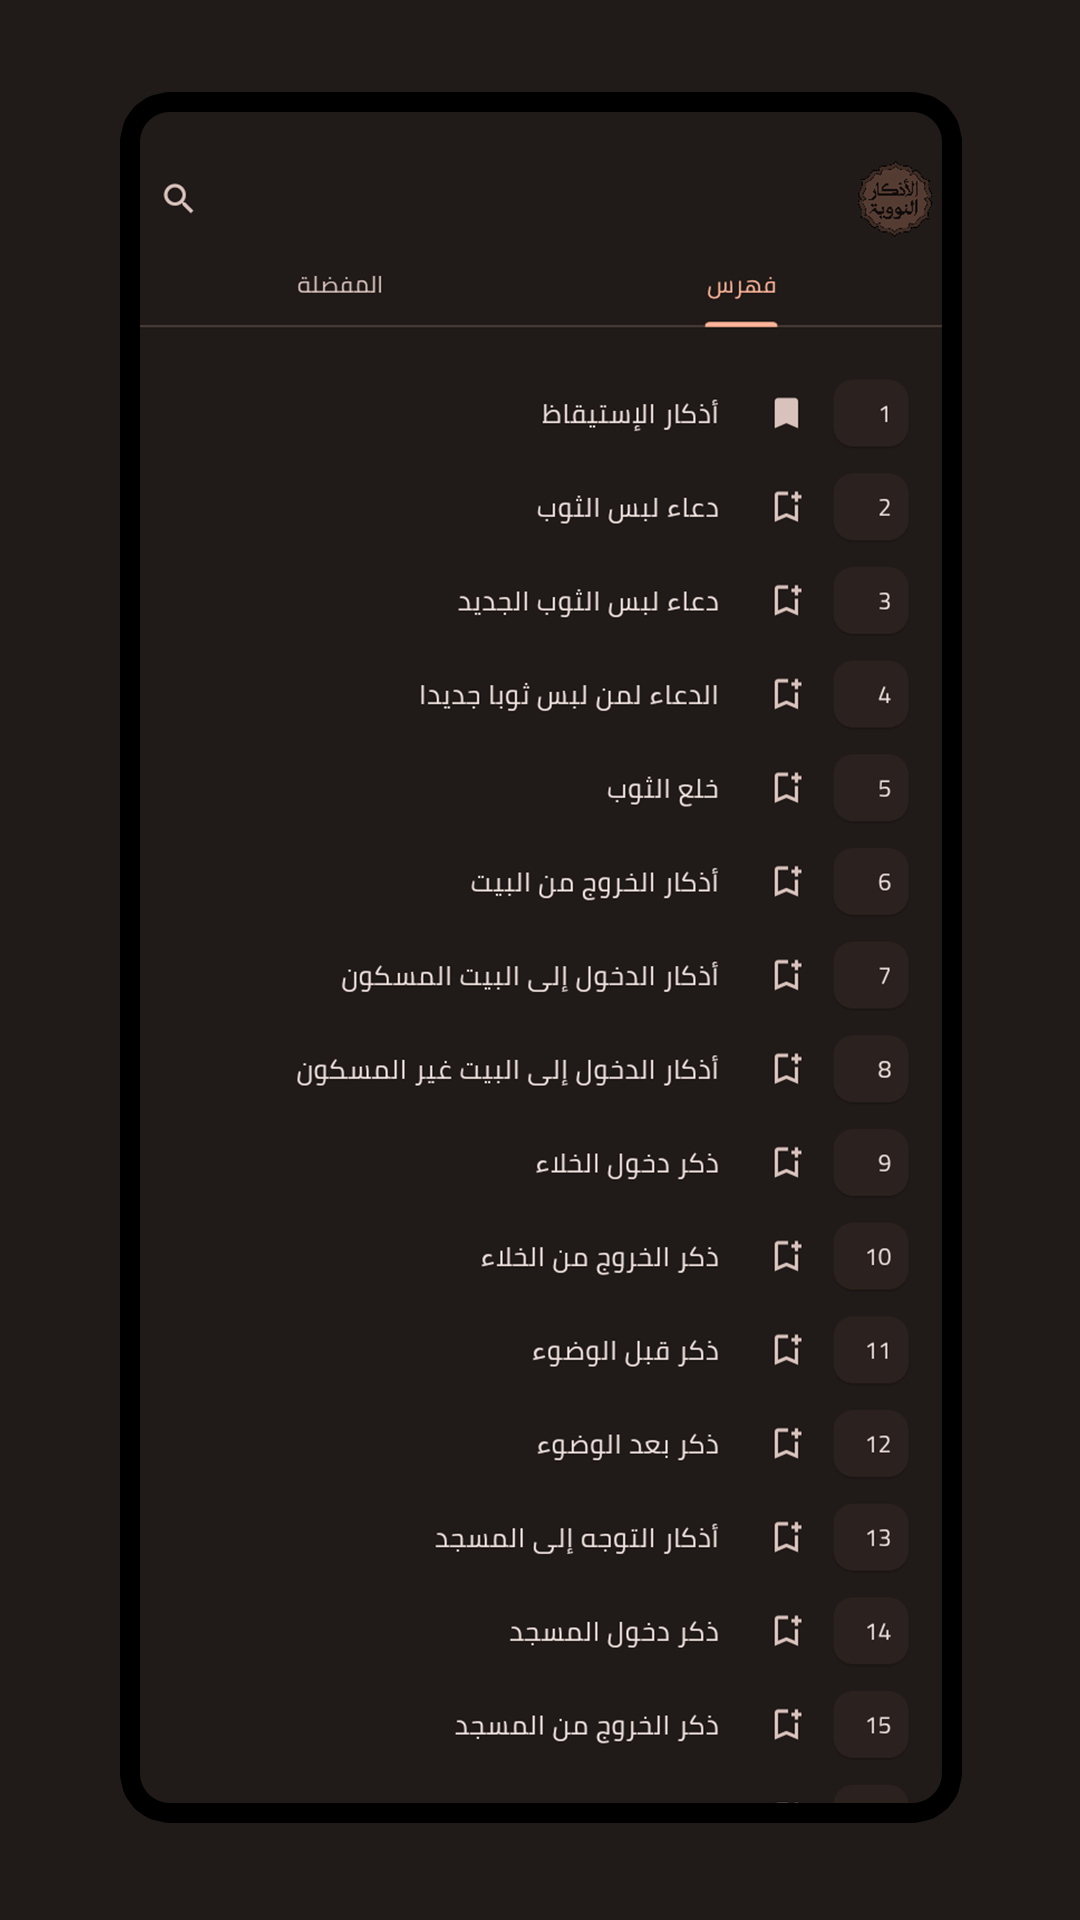 الأذكار
النووية
فهرس
المفضلة
1 أذكار الإستيقاظ
2 دعاء لبس الثوب
3 دعاء لبس الثوب الجديد
4 الدعاء لمن لبس ثوبا جديدا
5 خلع الثوب
6 أذكار الخروج من البيت
7 أذكار الدخول إلى البيت المسكون
8 أذكار الدخول إلى البيت غير المسكون
9 ذكر دخول الخلاء
10 ذكر الخروج من الخلاء
11 ذكر قبل الوضوء
12 ذكر بعد الوضوء
13 أذكار التوجه إلى المسجد
14 ذكر دخول المسجد
15 ذكر الخروج من المسجد